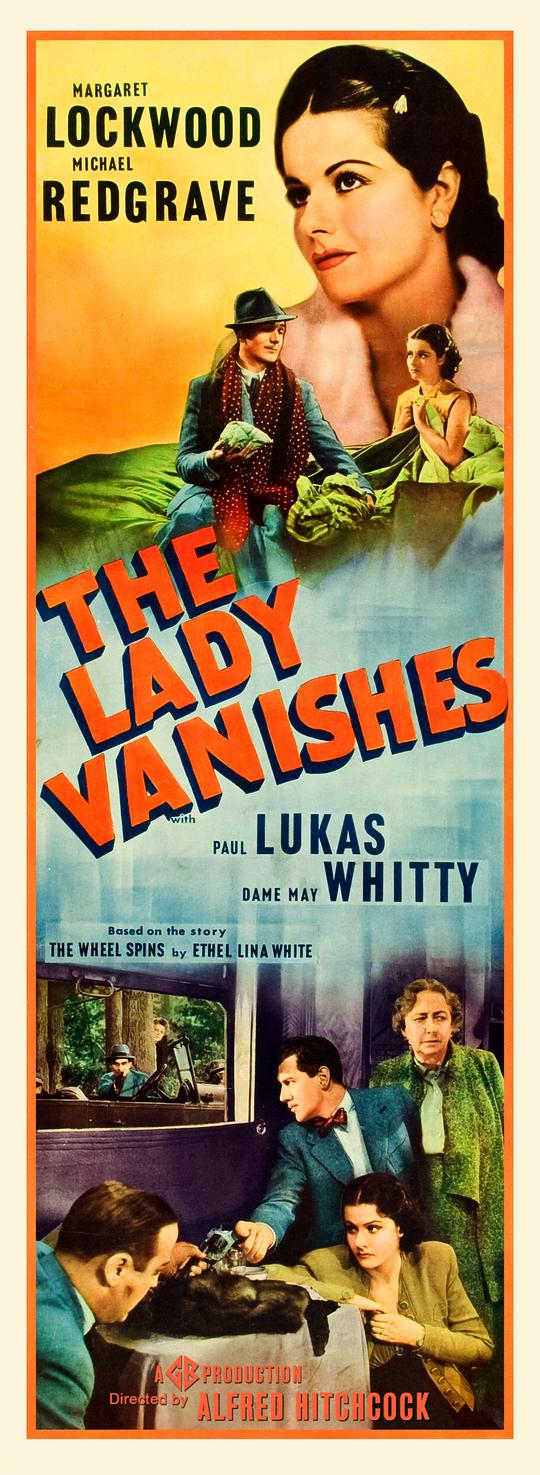 MARGARET
LOCKWOOD
MICHAEL
REDGRAVE
THE
LADY
VANISHES
with
PAUL LUKAS
DAME MAY WHITTY
Based on the story
THE WHEEL SPINS by ETHEL LINA WHITE
A GB PRODUCTION
Directed by ALFRED HITCHCOCK